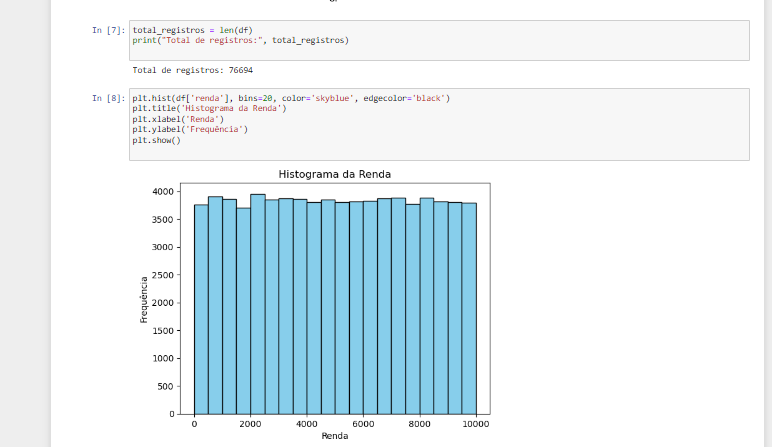 In [7]: total_registros = len(df)
print("Total de registros:", total_registros)
Total de registros: 76694
In [8]: plt.hist(df['renda'], bins=20, color='skyblue', edgecolor='black')
plt.title('Histograma da Renda')
plt.xlabel('Renda')
plt.ylabel('Frequência')
plt.show()
Histograma da Renda
4000
3500
3000
2500
2000
1500
1000
500
0
Frequência
0 2000 4000 6000 8000 10000
Renda